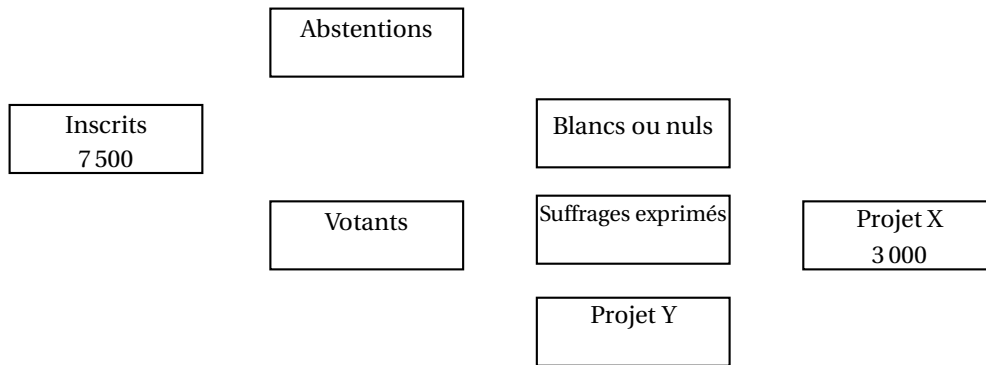 Abstentions
Inscrits
7 500
Blancs ou nuls
Votants
Suffrages exprimés
Projet X
3 000
Projet Y